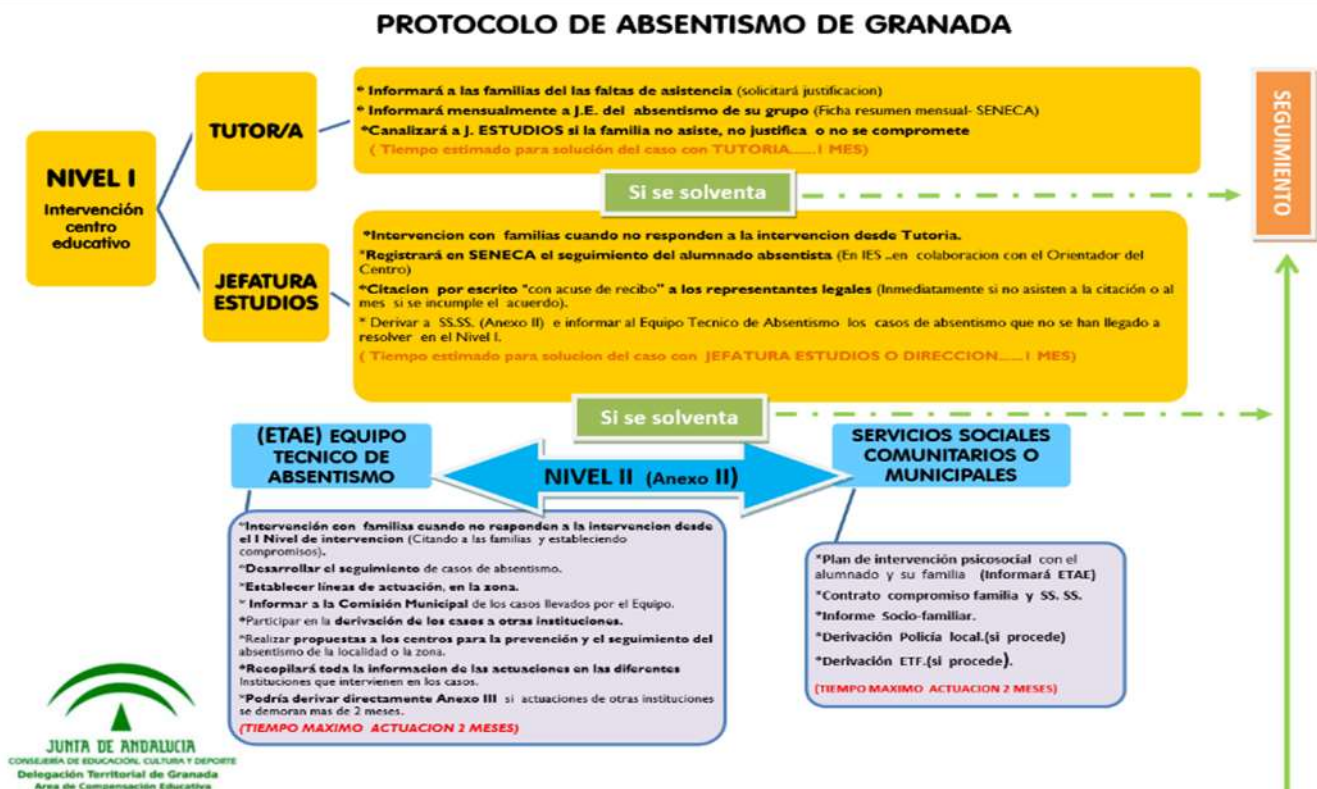 PROTOCOLO DE ABSENTISMO DE GRANADA
NIVEL I
Intervención
centro
educativo
TUTOR/A
* Informará a las familias del las faltas de asistencia (solicitará justificacion)
* Informará mensualmente a J.E. del absentismo de su grupo (Ficha resumen mensual- SENECA)
*Canalizará a J. ESTUDIOS si la familia no asiste, no justifica o no se compromete
( Tiempo estimado para solución del caso con TUTORIA......1 MES)
Si se solventa
SEGUIMIENTO
JEFATURA
ESTUDIOS
*Intervencion con familias cuando no responden a la intervencion desde Tutoria.
*Registrará en SENECA el seguimiento del alumnado absentista (En IES ..en colaboracion con el Orientador del
Centro)
*Citacion por escrito "con acuse de recibo" a los representantes legales (Inmediatamente si no asisten a la citación o al
mes si se incumple el acuerdo).
* Derivar a SS.SS. (Anexo II) e informar al Equipo Tecnico de Absentismo los casos de absentismo que no se han llegado a
resolver en el Nivel I.
( Tiempo estimado para solucion del caso con JEFATURA ESTUDIOS O DIRECCION......1 MES)
Si se solventa
(ETAE) EQUIPO
TECNICO DE
ABSENTISMO
NIVEL II (Anexo II)
SERVICIOS SOCIALES
COMUNITARIOS O
MUNICIPALES
*Intervención con familias cuando no responden a la intervencion desde
el I Nivel de intervencion (Citando a las familias y estableciendo
compromisos).
*Desarrollar el seguimiento de casos de absentismo.
*Establecer líneas de actuación, en la zona.
* Informar a la Comisión Municipal de los casos llevados por el Equipo.
*Participar en la derivación de los casos a otras instituciones.
*Realizar propuestas a los centros para la prevención y el seguimiento del
absentismo de la localidad o la zona.
*Recopilará toda la informacion de las actuaciones en las diferentes
Instituciones que intervienen en los casos.
*Podría derivar directamente Anexo III si actuaciones de otras instituciones
se demoran mas de 2 meses.
(TIEMPO MAXIMO ACTUACION 2 MESES)
*Plan de intervención psicosocial con el
alumnado y su familia (Informará ETAE)
*Contrato compromiso familia y SS. SS.
*Informe Socio-familiar.
*Derivación Policía local.(si procede)
*Derivación ETF.(si procede).
(TIEMPO MAXIMO ACTUACION 2 MESES)
JUNTA DE ANDALUCIA
CONSEJERÍA DE EDUCACIÓN, CULTURA Y DEPORTE
Delegación Territorial de Granada
Area de Compensación Educativa